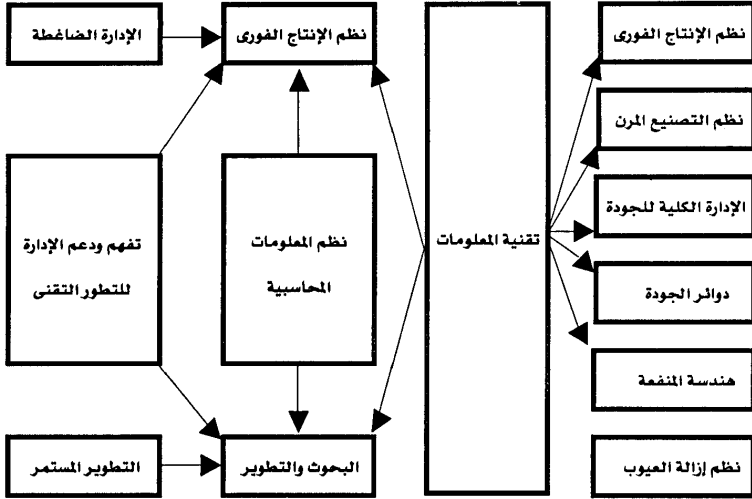 نظم الإنتاج الفورى
نظم التصنيع المرن
الإدارة الكلية للجودة
دوائر الجودة
هندسة المنفعة
نظم إزالة العيوب
تقنية المعلومات
نظم الإنتاج الفورى
نظم المعلومات
المحاسبية
البحوث والتطوير
الإدارة الضاغطة
تفهم ودعم الإدارة
للتطور التقنى
التطوير المستمر